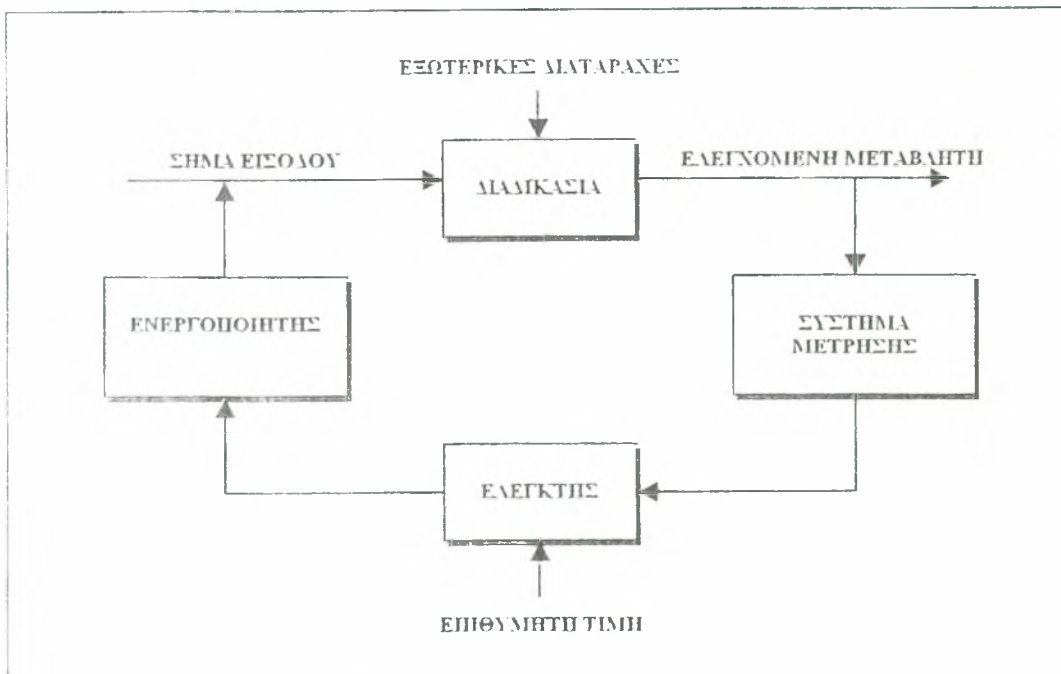 ΕΞΩΤΕΡΙΚΕΣ ΔΙΑΤΑΡΑΧΕΣ
ΣΗΜΑ ΕΙΣΟΔΟΥ
ΔΙΑΔΙΚΑΣΙΑ
ΕΛΕΓΧΟΜΕΝΗ ΜΕΤΑΒΛΗΤΗ
ΕΝΕΡΓΟΠΟΙΗΤΗΣ
ΣΥΣΤΗΜΑ
ΜΕΤΡΗΣΗΣ
ΕΛΕΓΚΤΗΣ
ΕΠΙΘΥΜΗΤΗ ΤΙΜΗ